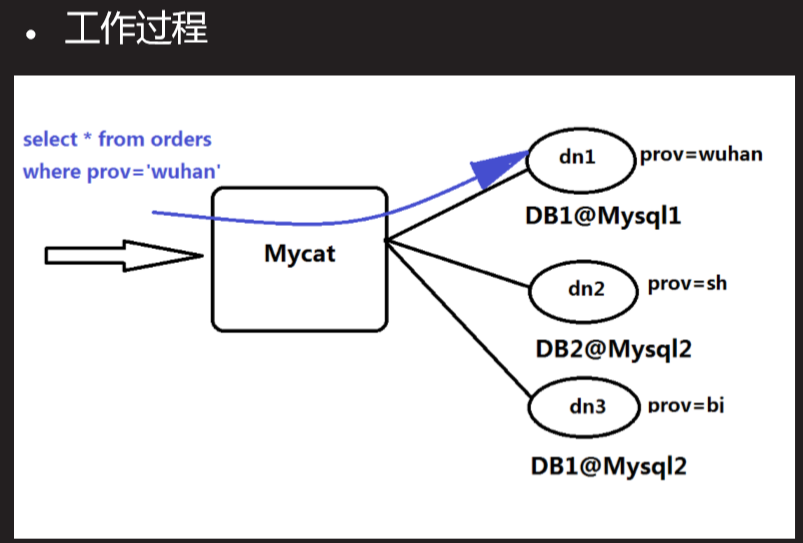 • 工作过程
select * from orders
where prov='wuhan'
Mycat
dn1
prov=wuhan
DB1@Mysql1
dn2
prov=sh
DB2@Mysql2
dn3
prov=bi
DB1@Mysql2